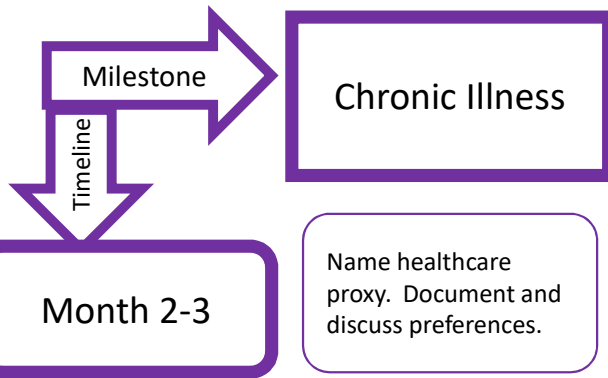 Milestone
Chronic Illness
Timeline
Month 2-3
Name healthcare
proxy.  Document and
discuss preferences.